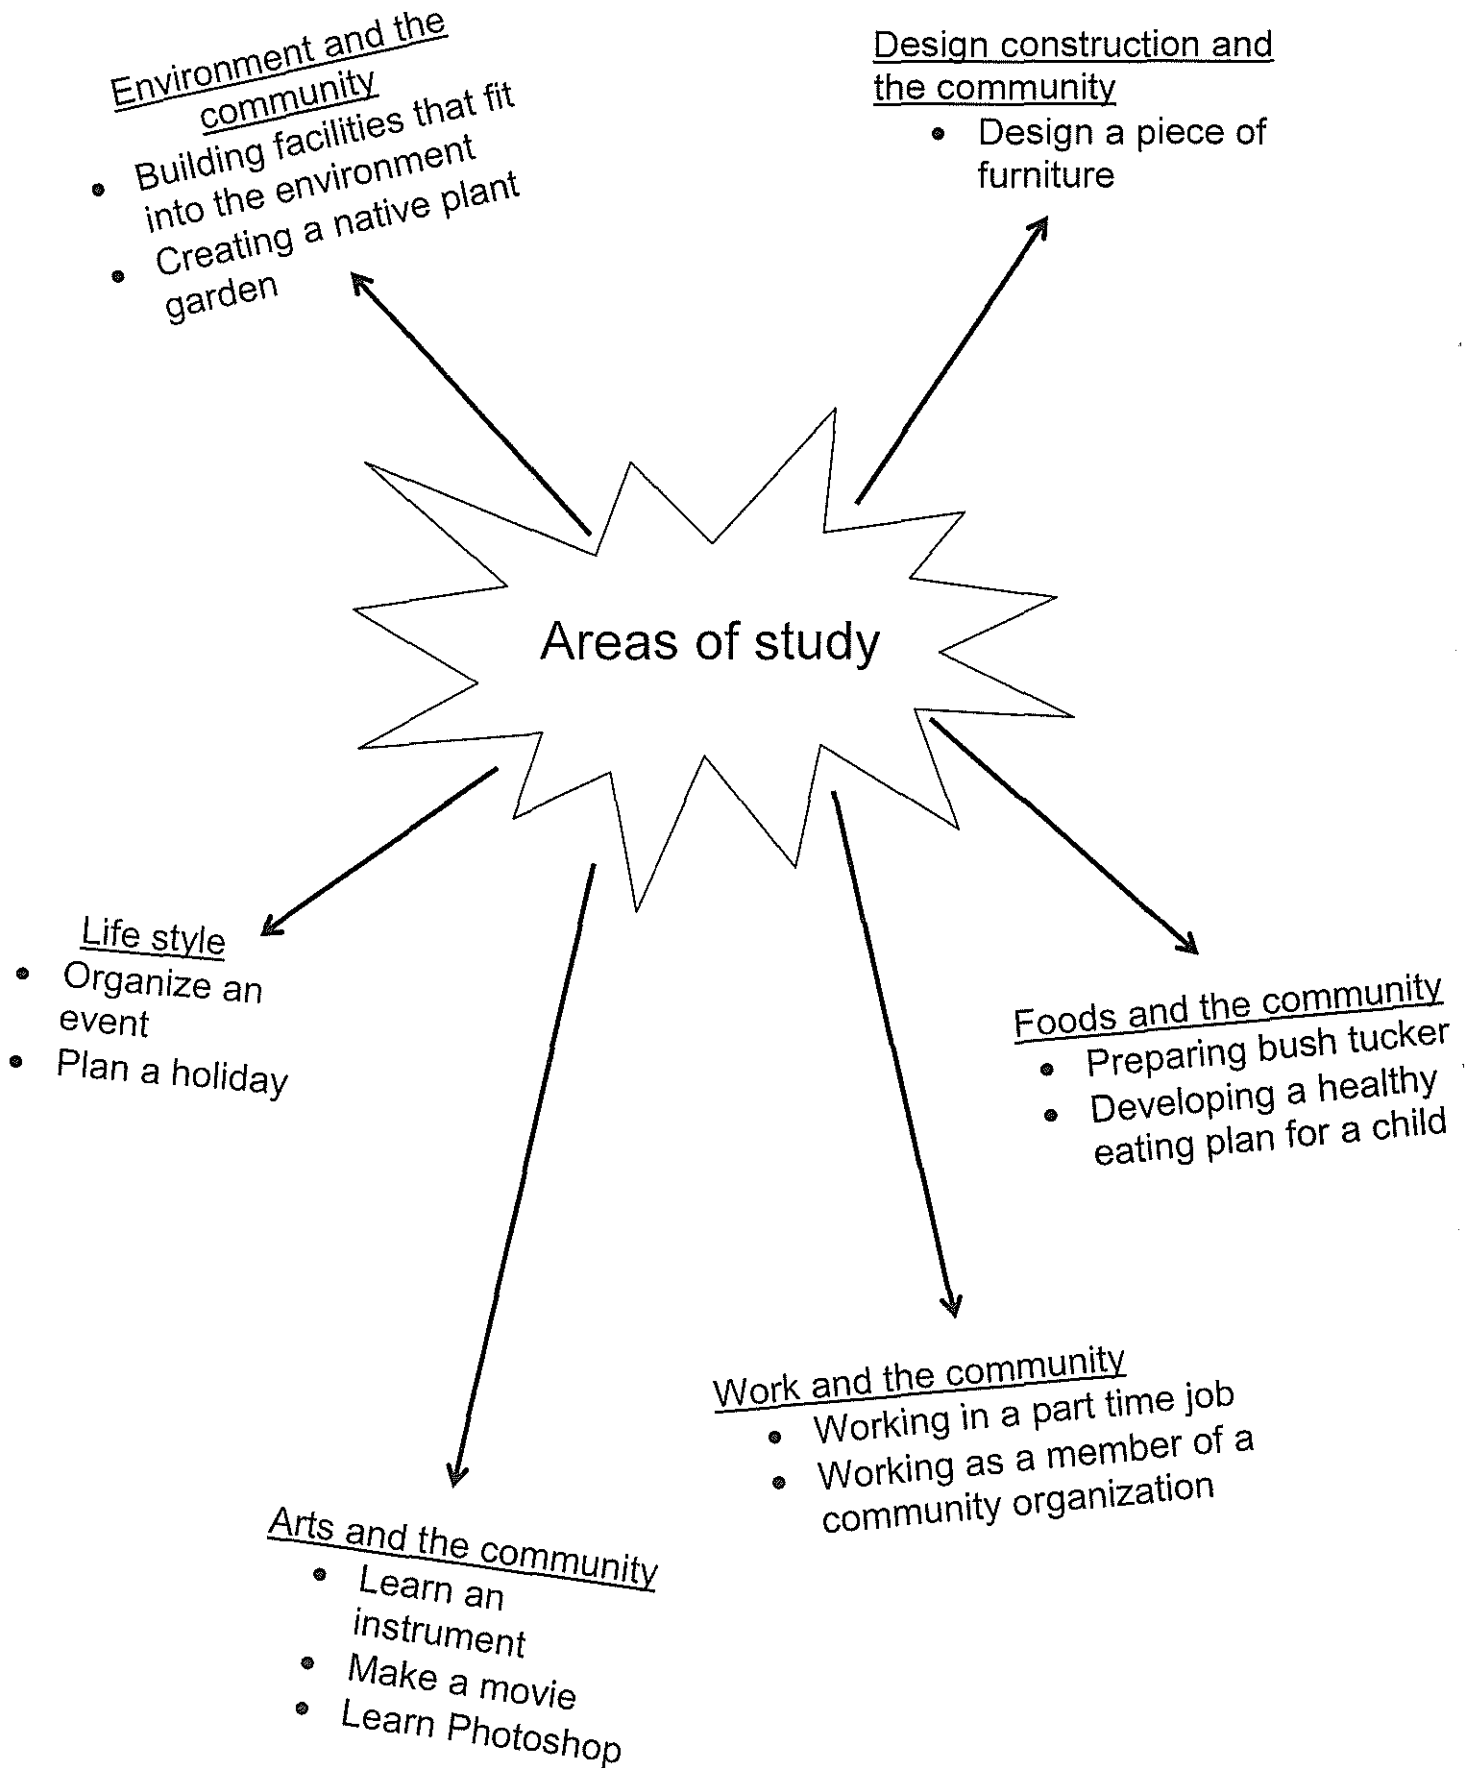 Environment and the
community
• Building facilities that fit
into the environment
• Creating a native plant
garden
Design construction and
the community
• Design a piece of
furniture
Areas of study
Life style
• Organize an
event
• Plan a holiday
Foods and the community
• Preparing bush tucker
• Developing a healthy
eating plan for a child
Work and the community
• Working in a part time job
• Working as a member of a
community organization
Arts and the community
• Learn an
instrument
• Make a movie
• Learn Photoshop